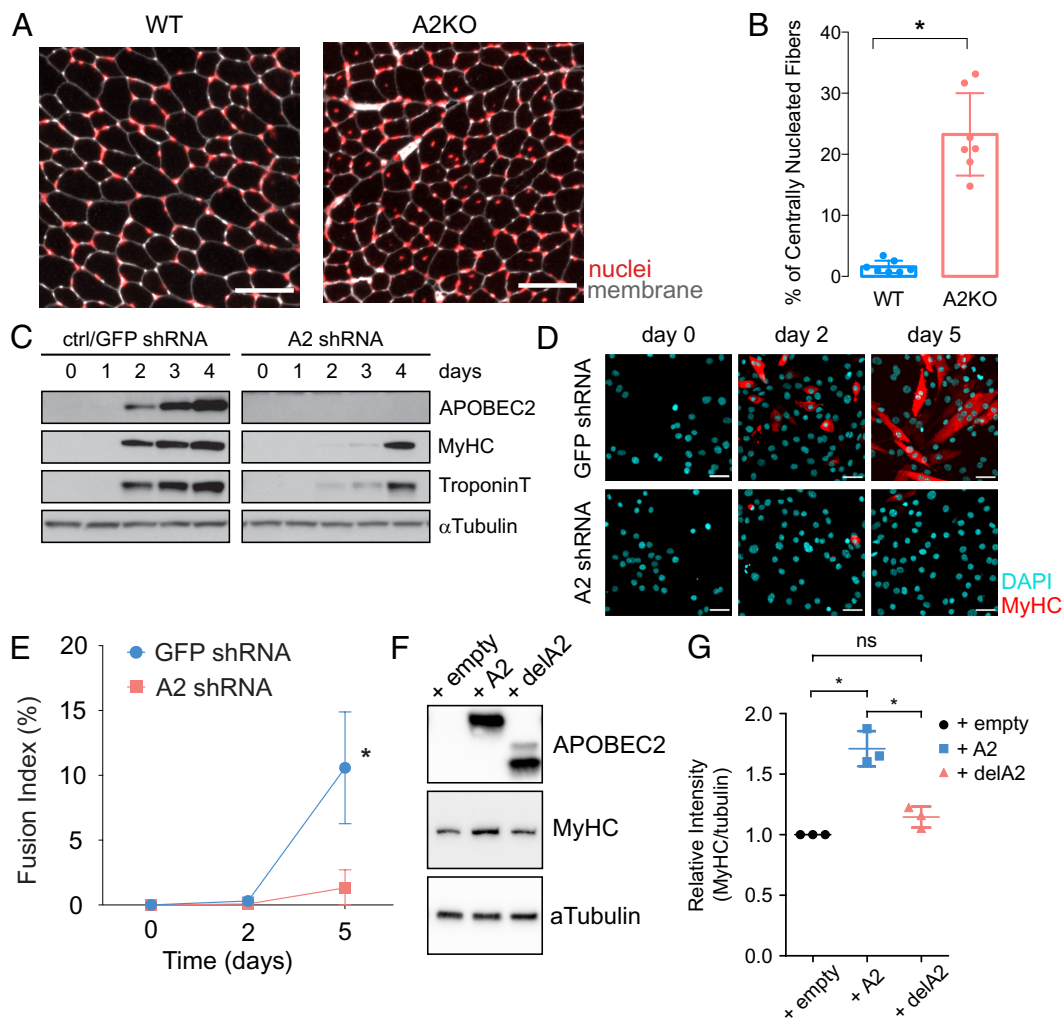 A
WT
A2KO
nuclei
membrane
B
% of Centrally Nucleated Fibers
40
30
20
10
0
*
WT
A2KO
C
ctrl/GFP shRNA
A2 shRNA
0 1 2 3 4
0 1 2 3 4
days
APOBEC2
MyHC
TroponinT
αTubulin
D
day 0
day 2
day 5
GFP shRNA
A2 shRNA
DAPI
MyHC
E
Fusion Index (%)
20
15
10
5
0
GFP shRNA
A2 shRNA
*
0
2
5
Time (days)
F
+ empty
+ A2
+ delA2
APOBEC2
MyHC
aTubulin
G
ns
*
*
Relative Intensity
(MyHC/tubulin)
2.0
1.5
1.0
0.5
0.0
+ empty
+ A2
+ delA2
+ empty
+ A2
+ delA2